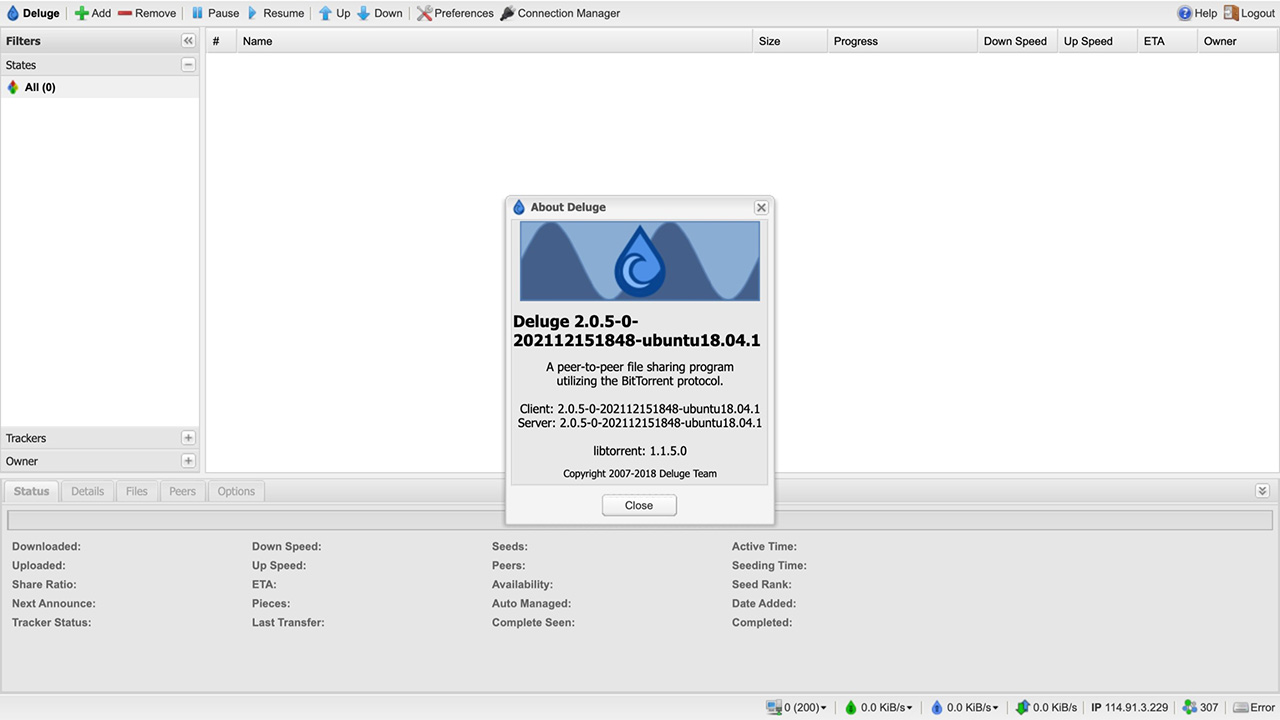 Deluge Add Remove Pause Resume Up Down Preferences Connection Manager Help Logout
Filters
States
All (0)
Trackers
Owner
# Name Size Progress Down Speed Up Speed ETA Owner
About Deluge
Deluge 2.0.5-0-
202112151848-ubuntu18.04.1
A peer-to-peer file sharing program
utilizing the BitTorrent protocol.
Client: 2.0.5-0-202112151848-ubuntu18.04.1
Server: 2.0.5-0-202112151848-ubuntu18.04.1
libtorrent: 1.1.5.0
Copyright 2007-2018 Deluge Team
Close
Status Details Files Peers Options
Downloaded: Down Speed: Seeds: Active Time:
Uploaded: Up Speed: Peers: Seeding Time:
Share Ratio: ETA: Availability: Seed Rank:
Next Announce: Pieces: Auto Managed: Date Added:
Tracker Status: Last Transfer: Complete Seen: Completed:
0 (200) 0.0 KiB/s 0.0 KiB/s 0.0 KiB/s IP 114.91.3.229 307 Error